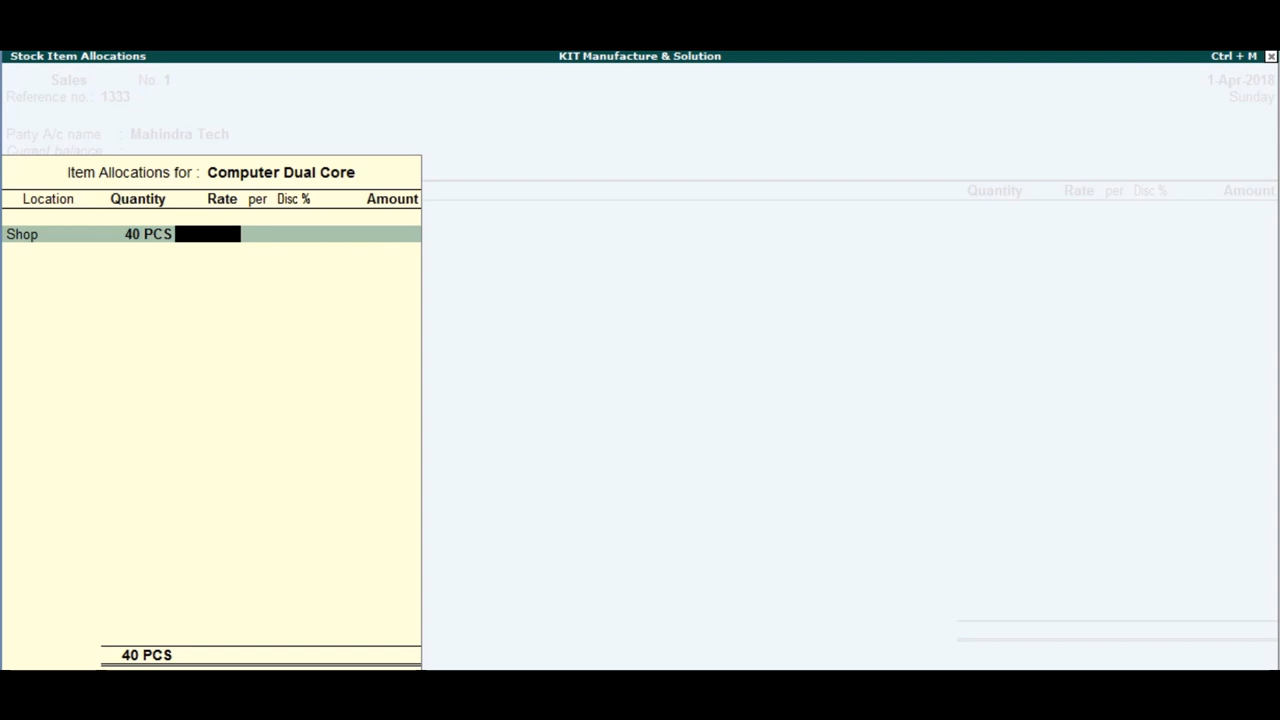 Stock Item Allocations KIT Manufacture & Solution Ctrl + M
Sales No. 1 1-Apr-2018
Reference no.: 1333 Sunday
Party A/c name : Mahindra Tech
Current balance :
Item Allocations for : Computer Dual Core
Location Quantity Rate per Disc % Amount
Quantity Rate per Disc % Amount
Shop 40 PCS
40 PCS